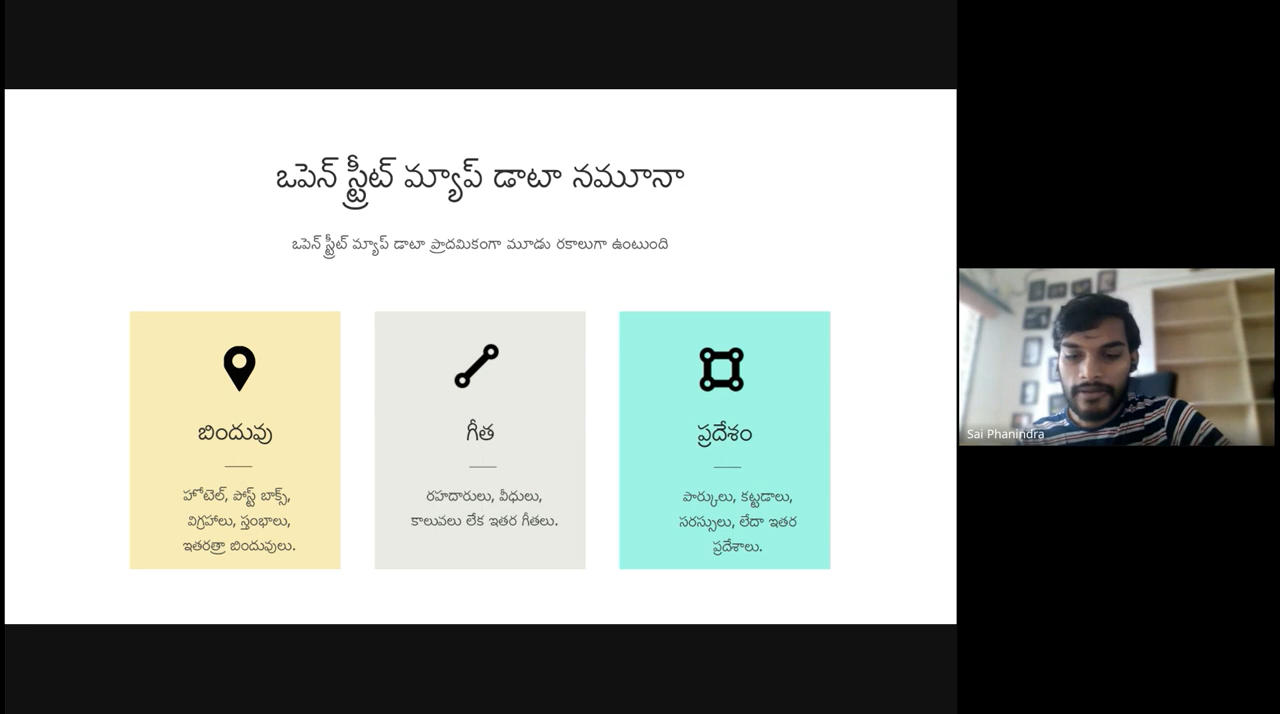 ఒపెన్ స్ట్రీట్ మ్యాప్ డాటా నమూనా
ఒపెన్ స్ట్రీట్ మ్యాప్ డాటా ప్రాదమికంగా మూడు రకాలుగా ఉంటుంది
బిందువు
హోటెల్, పోస్ట్ బాక్స్,
విగ్రహాలు, స్తంభాలు,
ఇతరత్రా బిందువులు.
గీత
రహదారులు, వీధులు,
కాలువలు లేక ఇతర గీతలు.
ప్రదేశం
పార్కులు, కట్టడాలు,
సరస్సులు, లేదా ఇతర
ప్రదేశాలు.
Sai Phanindra